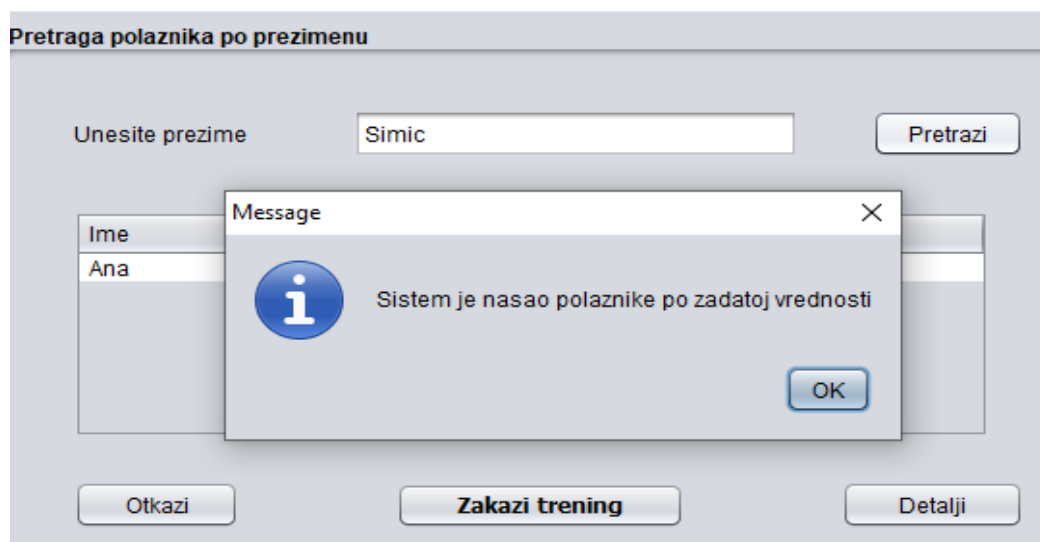 Pretraga polaznika po prezimenu
Unesite prezime Simic Pretrazi
Message
Ime
Ana
Sistem je nasao polaznike po zadatoj vrednosti
OK
Otkazi Zakazi trening Detalji